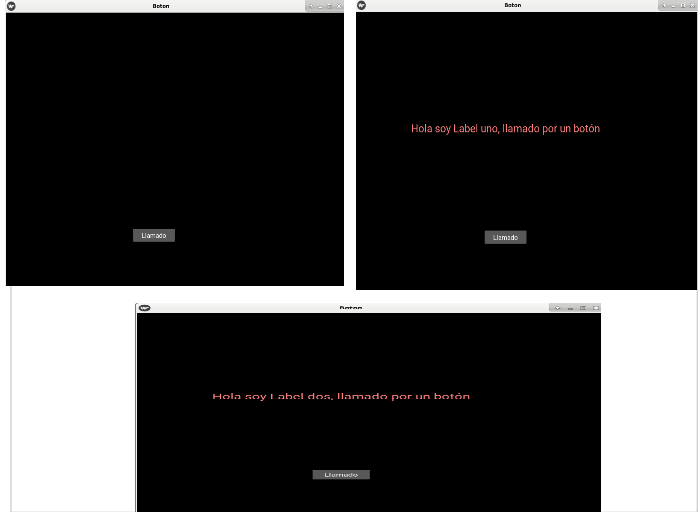 Boton
Llamado
Boton
Hola soy Label uno, llamado por un botón
Llamado
Boton
Hola soy Label dos, llamado por un botón
Llamado